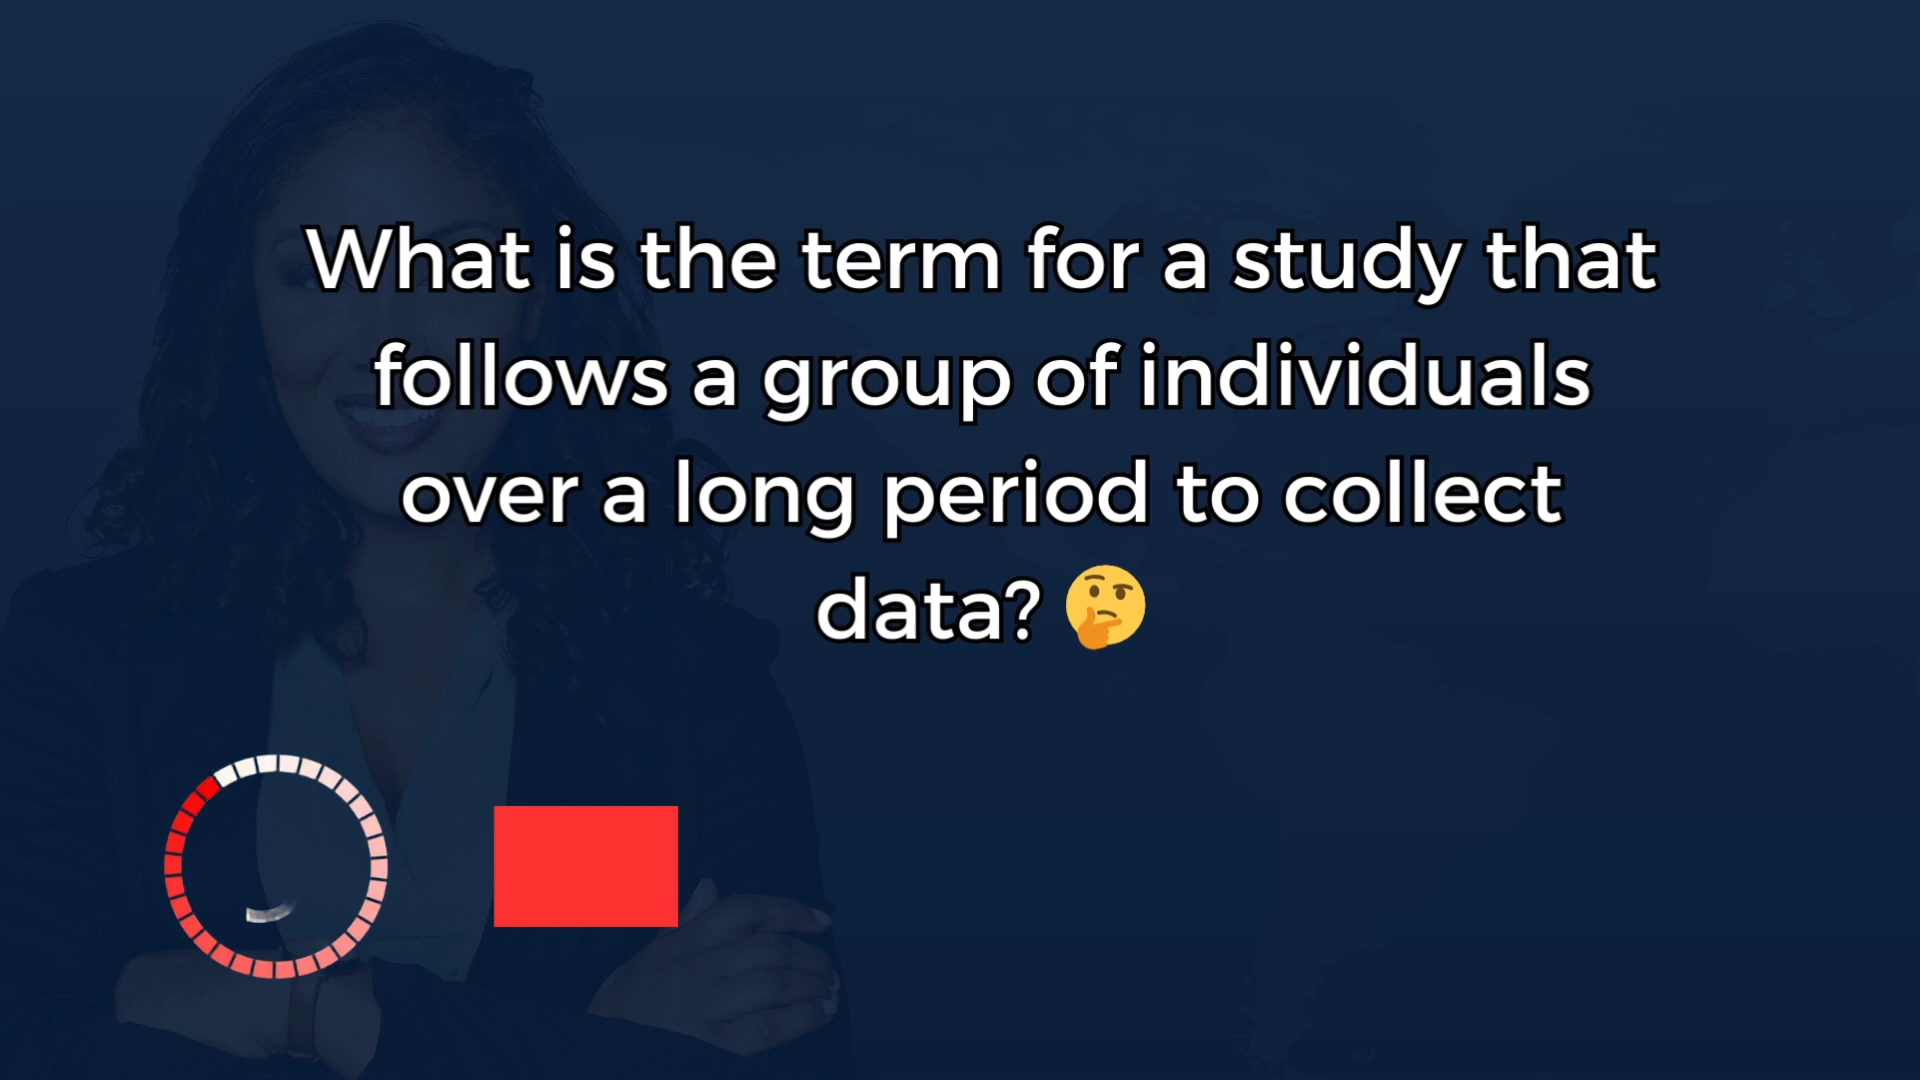 What is the term for a study that
follows a group of individuals
over a long period to collect
data? 🤔